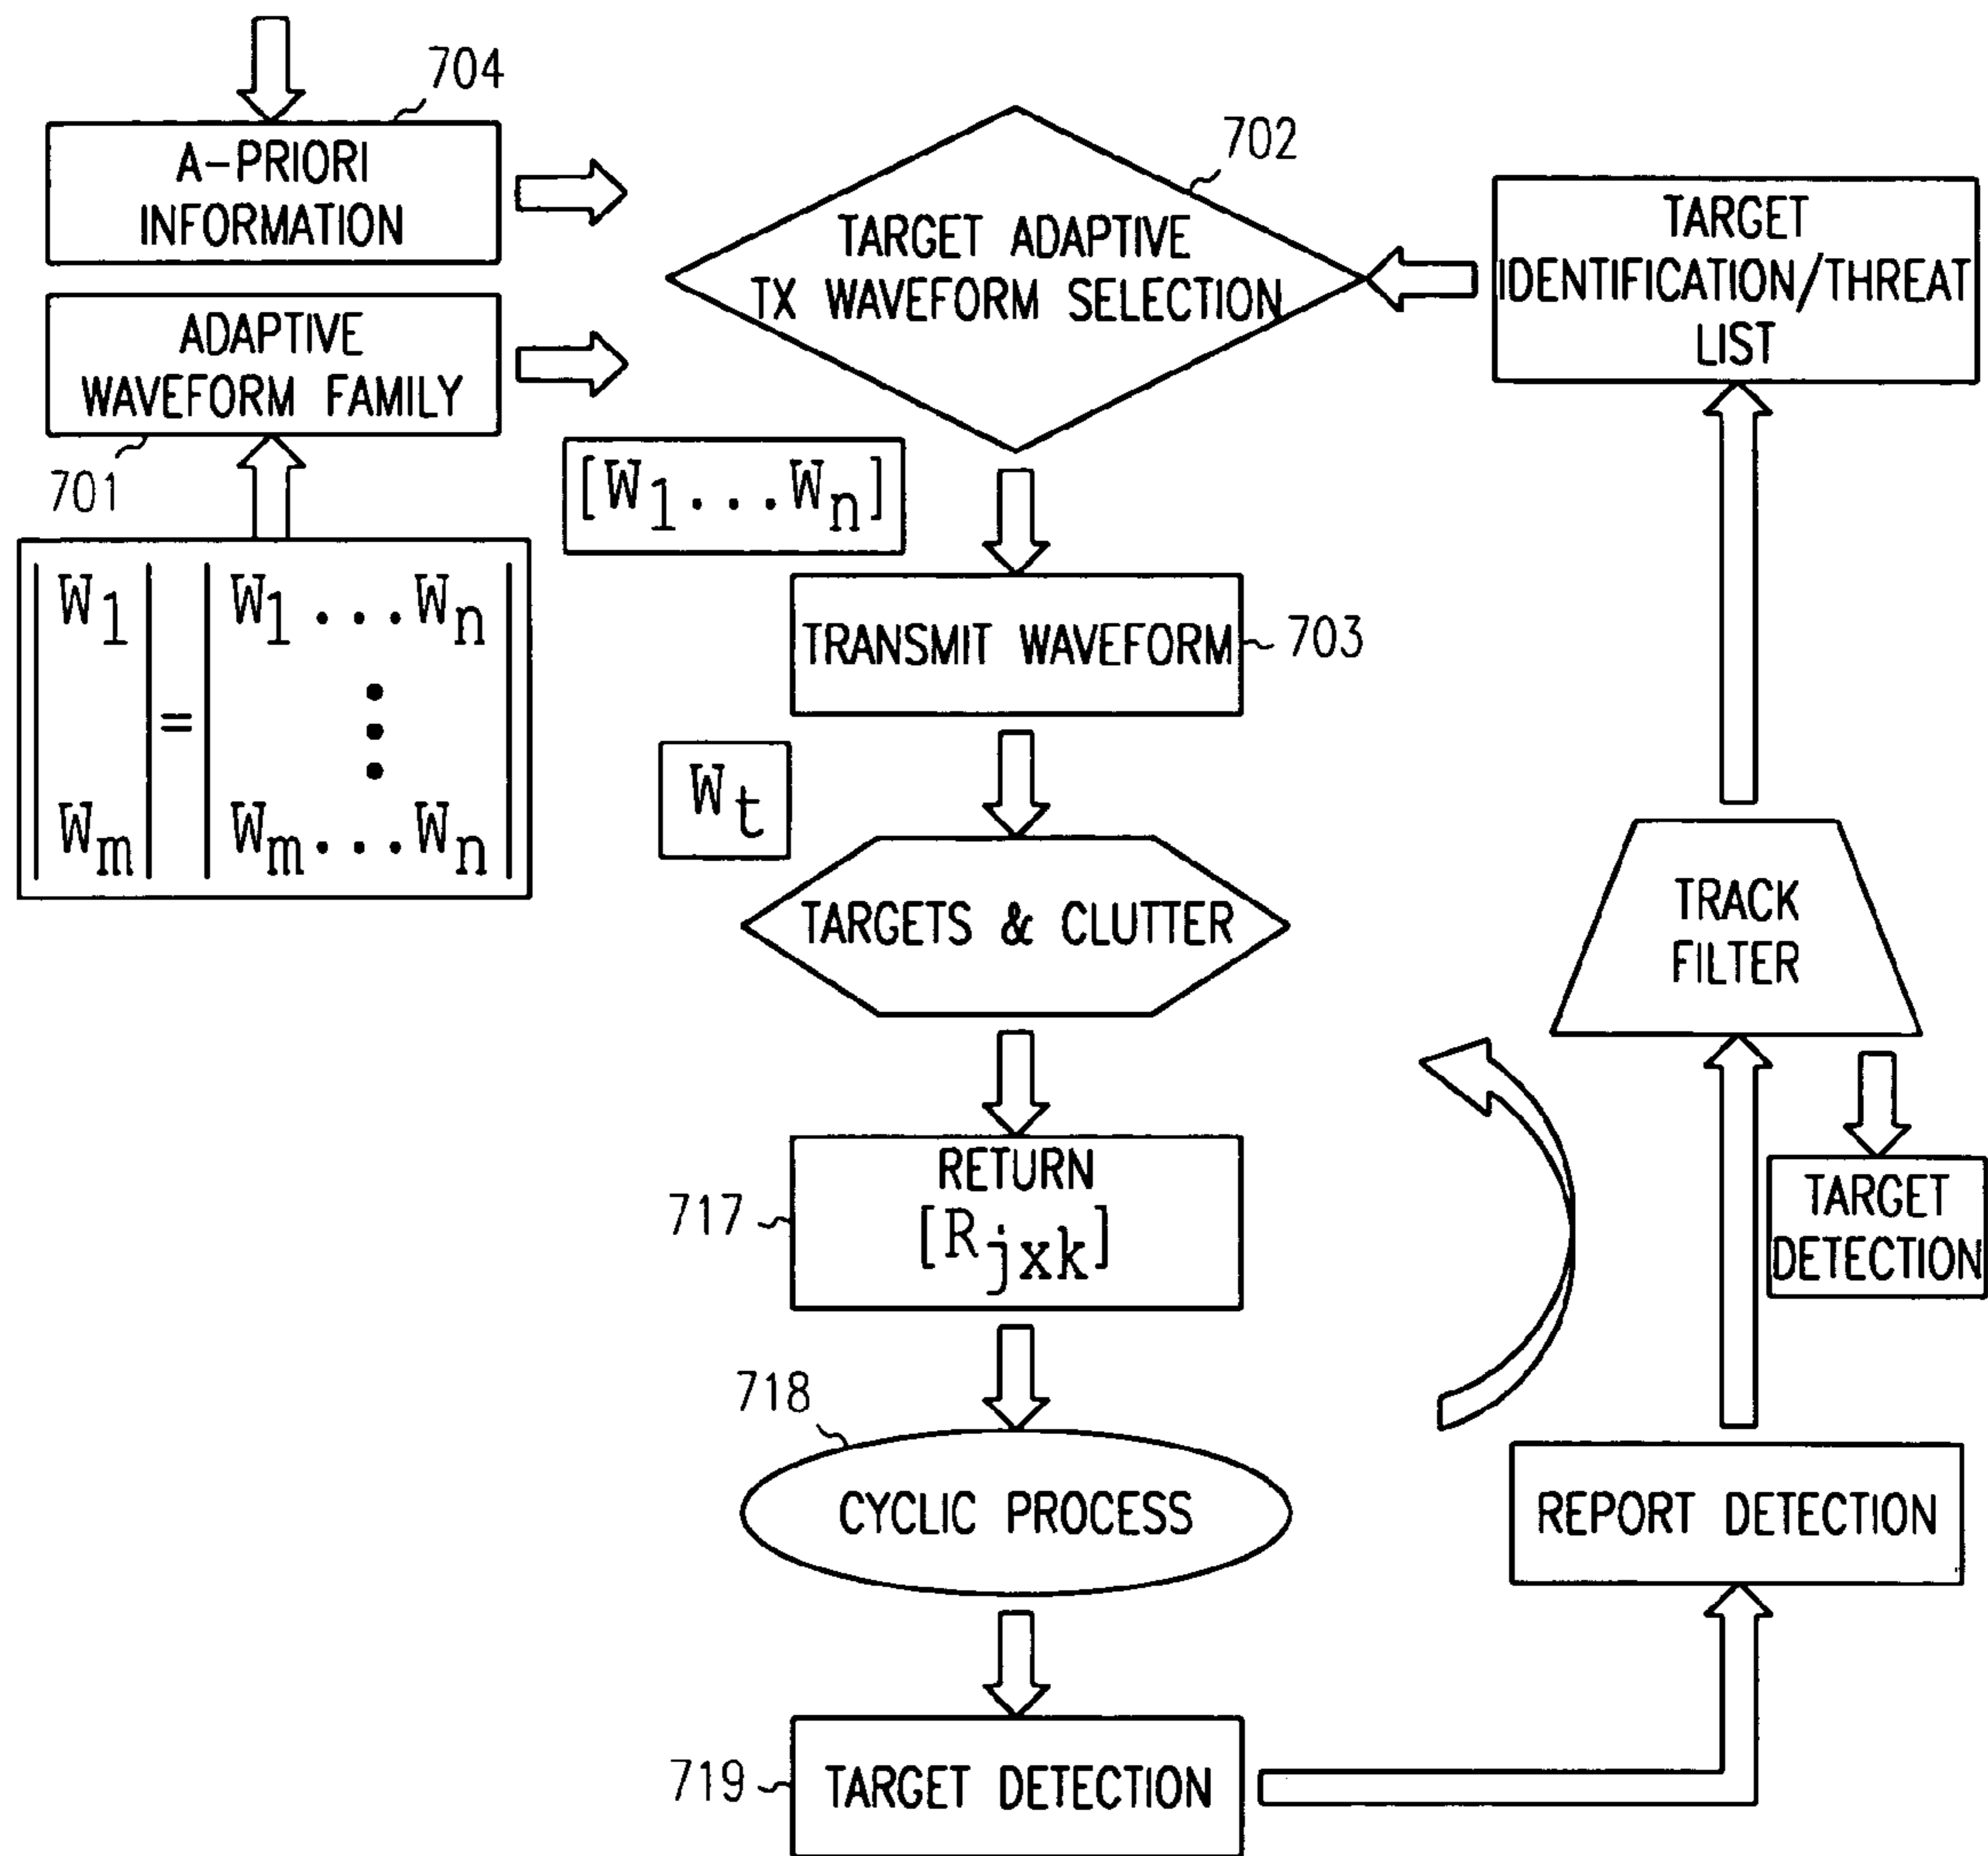 704
A-PRIORI
INFORMATION
702
TARGET ADAPTIVE
TX WAVEFORM SELECTION
TARGET
IDENTIFICATION/THREAT
LIST
ADAPTIVE
WAVEFORM FAMILY
701
[W1...Wn]
W1 = W1...Wn
Wm Wm...Wn
TRANSMIT WAVEFORM
703
Wt
TARGETS & CLUTTER
TRACK
FILTER
RETURN
[Rjxk]
717
TARGET
DETECTION
718
CYCLIC PROCESS
REPORT DETECTION
719
TARGET DETECTION